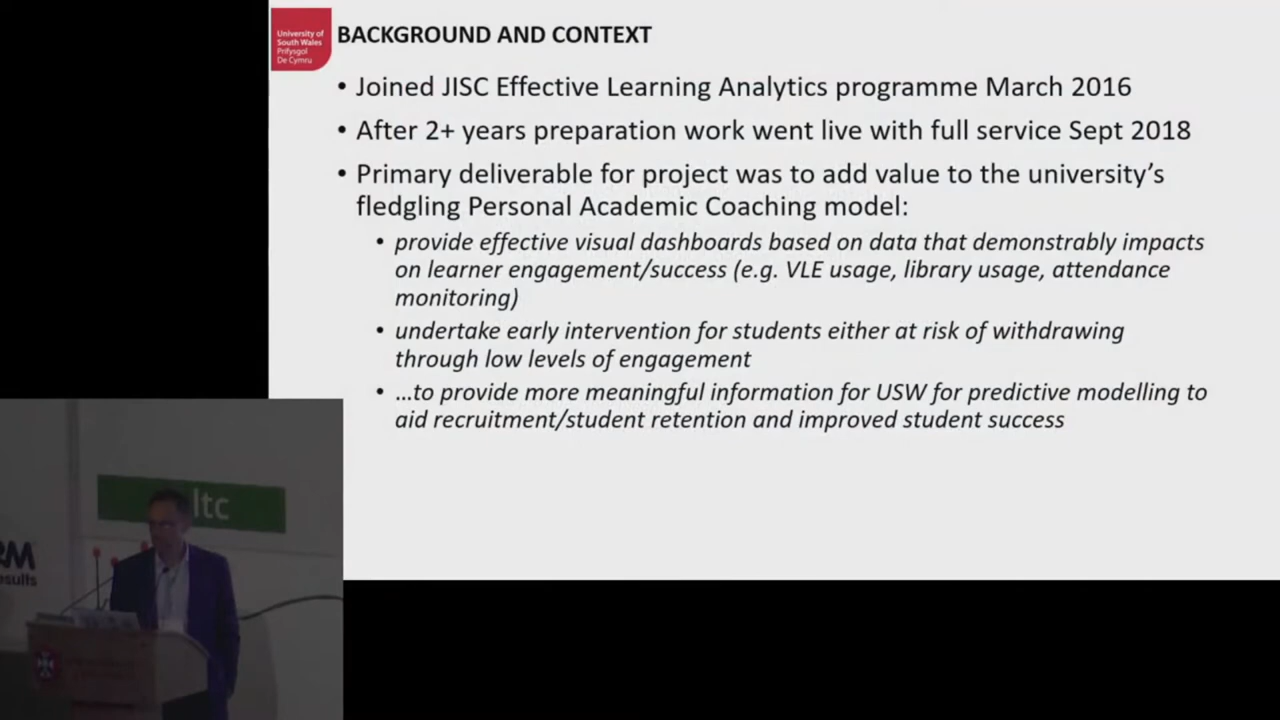 University of
South Wales
Prifysgol
De Cymru
BACKGROUND AND CONTEXT
• Joined JISC Effective Learning Analytics programme March 2016
• After 2+ years preparation work went live with full service Sept 2018
• Primary deliverable for project was to add value to the university’s
fledgling Personal Academic Coaching model:
• provide effective visual dashboards based on data that demonstrably impacts
on learner engagement/success (e.g. VLE usage, library usage, attendance
monitoring)
• undertake early intervention for students either at risk of withdrawing
through low levels of engagement
• …to provide more meaningful information for USW for predictive modelling to
aid recruitment/student retention and improved student success
ltc
RM
esults